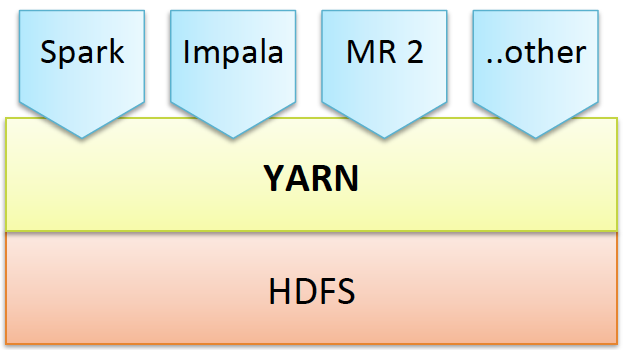 Spark
Impala
MR 2
..other
YARN
HDFS